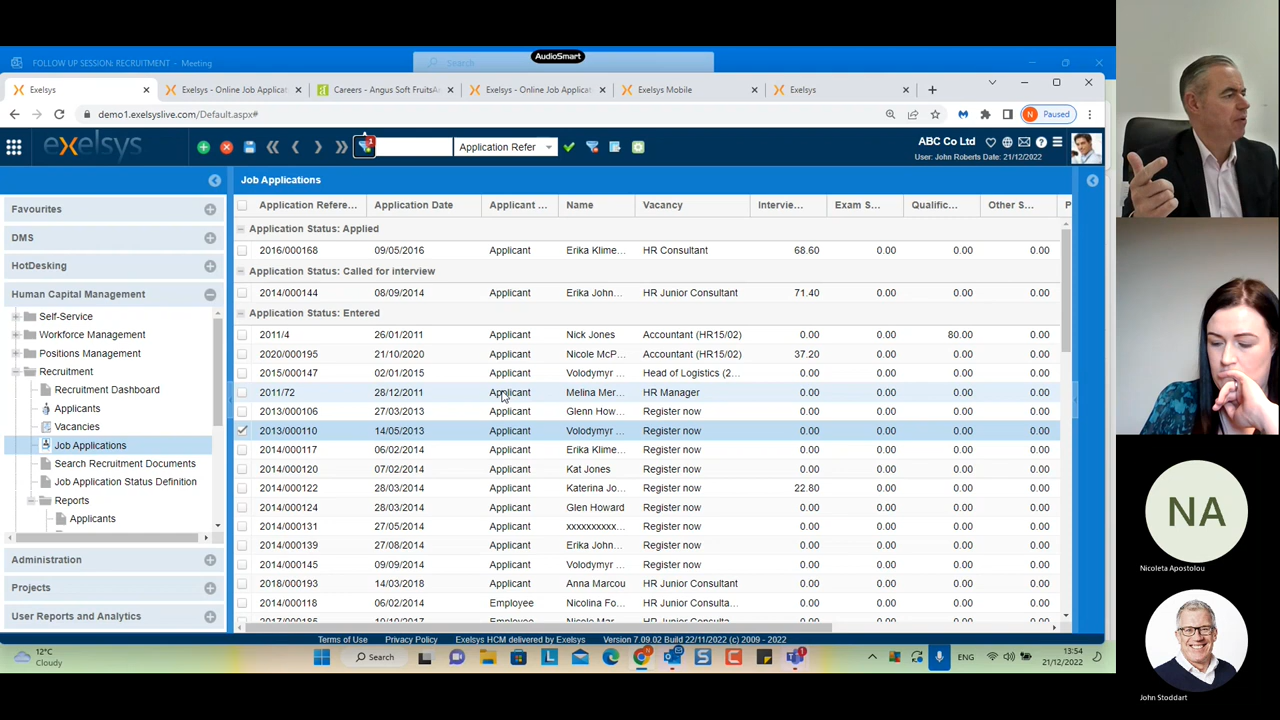 AudioSmart
FOLLOW UP SESSION: RECRUITMENT - Meeting
Search
Exelsys
Exelsys - Online Job Applicat
Careers - Angus Soft Fruits
Exelsys - Online Job Applicat
Exelsys Mobile
Exelsys
demo1.exelsyslive.com/Default.aspx#
N Paused
exelsys
1
Application Refer
ABC Co Ltd
User: John Roberts Date: 21/12/2022
Job Applications
Favourites
DMS
HotDesking
Human Capital Management
Self-Service
Workforce Management
Positions Management
Recruitment
Recruitment Dashboard
Applicants
Vacancies
Job Applications
Search Recruitment Documents
Job Application Status Definition
Reports
Applicants
Administration
Projects
User Reports and Analytics
Application Refere... Application Date Applicant ... Name Vacancy Intervie... Exam S... Qualific... Other S... P
Application Status: Applied
2016/000168 09/05/2016 Applicant Erika Klime... HR Consultant 68.60 0.00 0.00 0.00
Application Status: Called for interview
2014/000144 08/09/2014 Applicant Erika John... HR Junior Consultant 71.40 0.00 0.00 0.00
Application Status: Entered
2011/4 26/01/2011 Applicant Nick Jones Accountant (HR15/02) 0.00 0.00 80.00 0.00
2020/000195 21/10/2020 Applicant Nicole McP... Accountant (HR15/02) 37.20 0.00 0.00 0.00
2015/000147 02/01/2015 Applicant Volodymyr ... Head of Logistics (2... 0.00 0.00 0.00 0.00
2011/72 28/12/2011 Applicant Melina Mer... HR Manager 0.00 0.00 0.00 0.00
2013/000106 27/03/2013 Applicant Glenn How... Register now 0.00 0.00 0.00 0.00
2013/000110 14/05/2013 Applicant Volodymyr ... Register now 0.00 0.00 0.00 0.00
2014/000117 06/02/2014 Applicant Erika Klime... Register now 0.00 0.00 0.00 0.00
2014/000120 07/02/2014 Applicant Kat Jones Register now 0.00 0.00 0.00 0.00
2014/000122 28/03/2014 Applicant Katerina Jo... Register now 22.80 0.00 0.00 0.00
2014/000124 28/03/2014 Applicant Glen Howard Register now 0.00 0.00 0.00 0.00
2014/000131 27/05/2014 Applicant xxxxxxxxxx... Register now 0.00 0.00 0.00 0.00
2014/000139 27/08/2014 Applicant Erika John... Register now 0.00 0.00 0.00 0.00
2014/000145 09/09/2014 Applicant Volodymyr ... Register now 0.00 0.00 0.00 0.00
2018/000193 14/03/2018 Applicant Anna Marcou HR Junior Consultant 0.00 0.00 0.00 0.00
2014/000118 06/02/2014 Employee Nicolina Fo... HR Junior Consulta... 0.00 0.00 0.00 0.00
Terms of Use Privacy Policy Exelsys HCM delivered by Exelsys Version 7.09.02 Build 22/11/2022 (c) 2009 - 2022
12°C
Cloudy
Search
ENG
13:54
21/12/2022
NA
Nicoleta Apostolou
John Stoddart